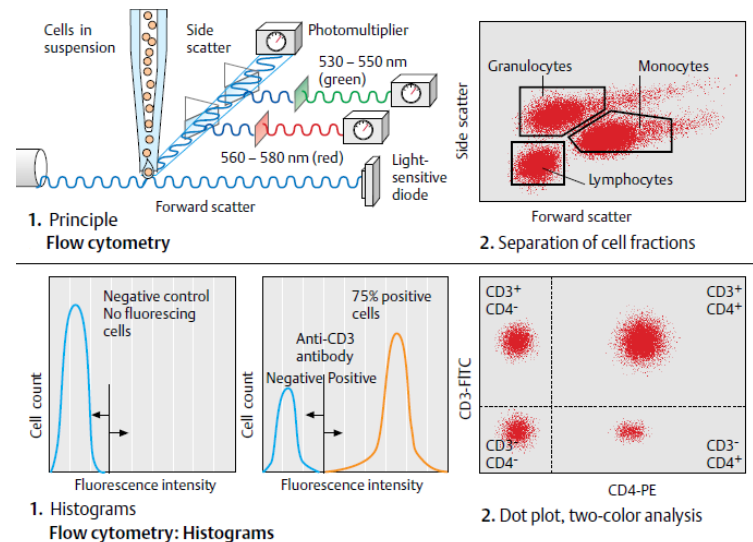 Cells in
suspension
Side
scatter
Photomultiplier
530 – 550 nm
(green)
560 – 580 nm (red)
Light-
sensitive
diode
Forward scatter
1. Principle
Flow cytometry
Side scatter
Granulocytes
Monocytes
Lymphocytes
Forward scatter
2. Separation of cell fractions
Cell count
Negative control
No fluorescing
cells
Fluorescence intensity
Cell count
75% positive
cells
Anti-CD3
antibody
Negative Positive
Fluorescence intensity
1. Histograms
Flow cytometry: Histograms
CD3-FITC
CD3+
CD4-
CD3+
CD4+
CD3-
CD4-
CD3-
CD4+
CD4-PE
2. Dot plot, two-color analysis